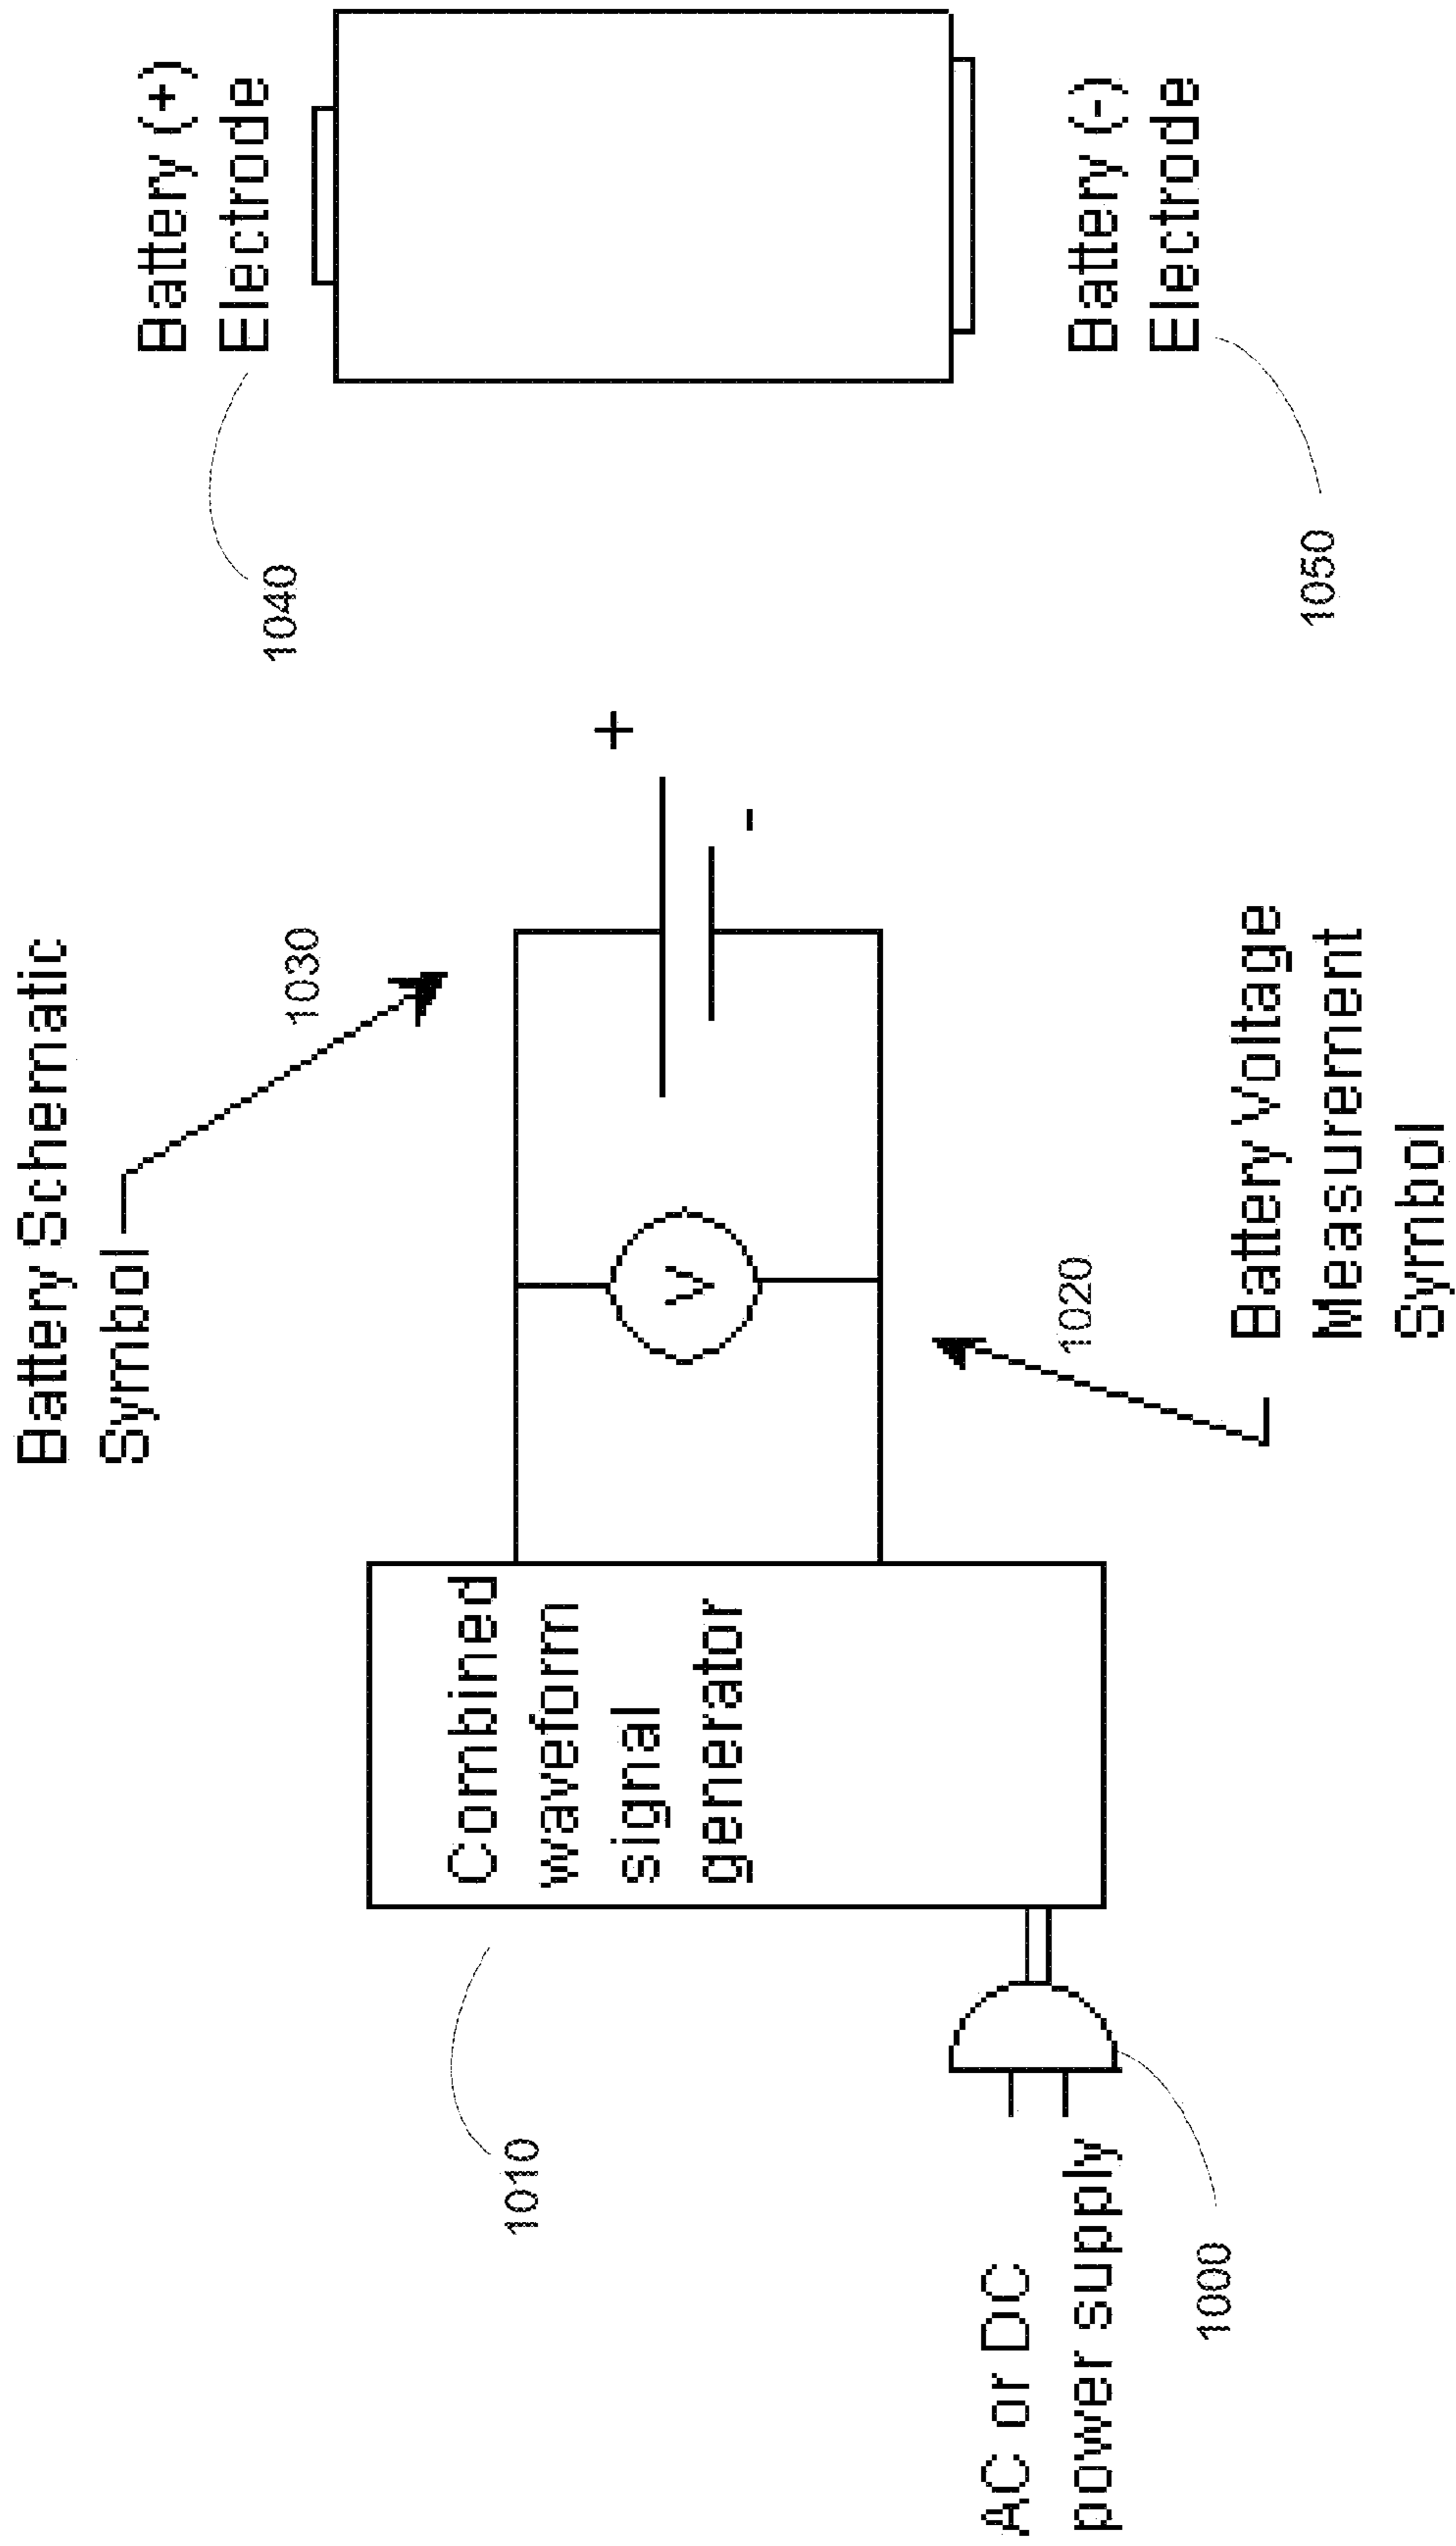 Battery Schematic
Symbol
1030
Battery (+)
Electrode
1040
Combined
waveform
signal
generator
1010
V
+
-
AC or DC
power supply
1000
1020
Battery Voltage
Measurement
Symbol
Battery (-)
Electrode
1050